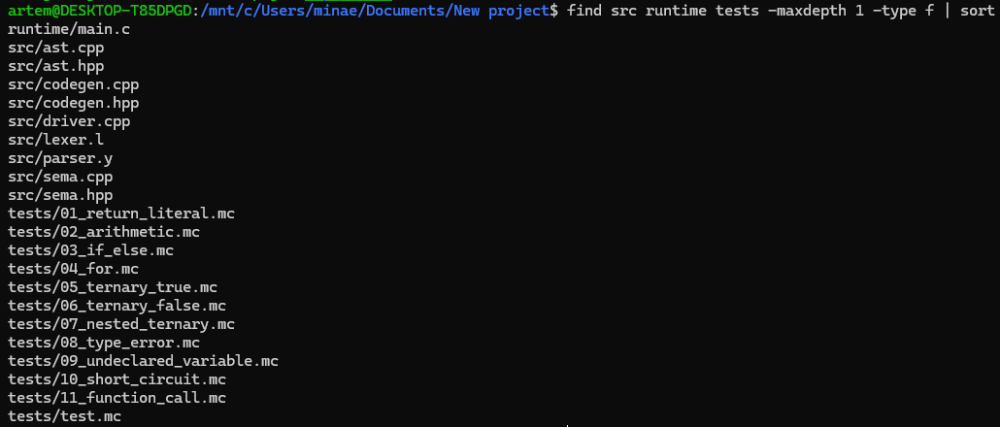 artem@DESKTOP-T85DPGD:/mnt/c/Users/minae/Documents/New project$ find src runtime tests -maxdepth 1 -type f | sort
runtime/main.c
src/ast.cpp
src/ast.hpp
src/codegen.cpp
src/codegen.hpp
src/driver.cpp
src/lexer.l
src/parser.y
src/sema.cpp
src/sema.hpp
tests/01_return_literal.mc
tests/02_arithmetic.mc
tests/03_if_else.mc
tests/04_for.mc
tests/05_ternary_true.mc
tests/06_ternary_false.mc
tests/07_nested_ternary.mc
tests/08_type_error.mc
tests/09_undeclared_variable.mc
tests/10_short_circuit.mc
tests/11_function_call.mc
tests/test.mc